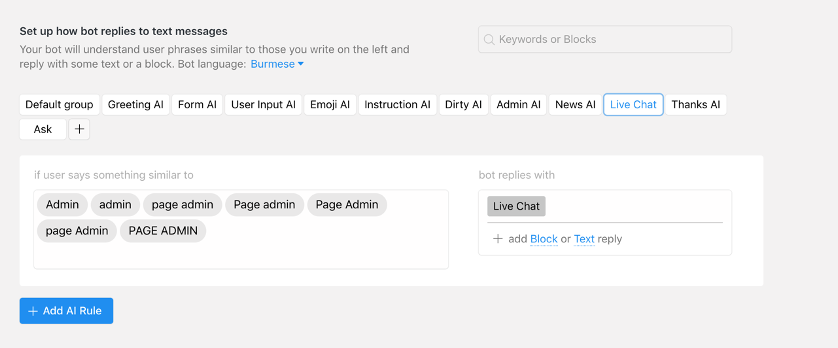 Set up how bot replies to text messages
Keywords or Blocks
Your bot will understand user phrases similar to those you write on the left and
reply with some text or a block. Bot language: Burmese
Default group Greeting AI Form AI User Input AI Emoji AI Instruction AI Dirty AI Admin AI News AI Live Chat Thanks AI
Ask +
if user says something similar to
bot replies with
Admin admin page admin Page admin Page Admin
page Admin PAGE ADMIN
Live Chat
+ add Block or Text reply
+ Add AI Rule